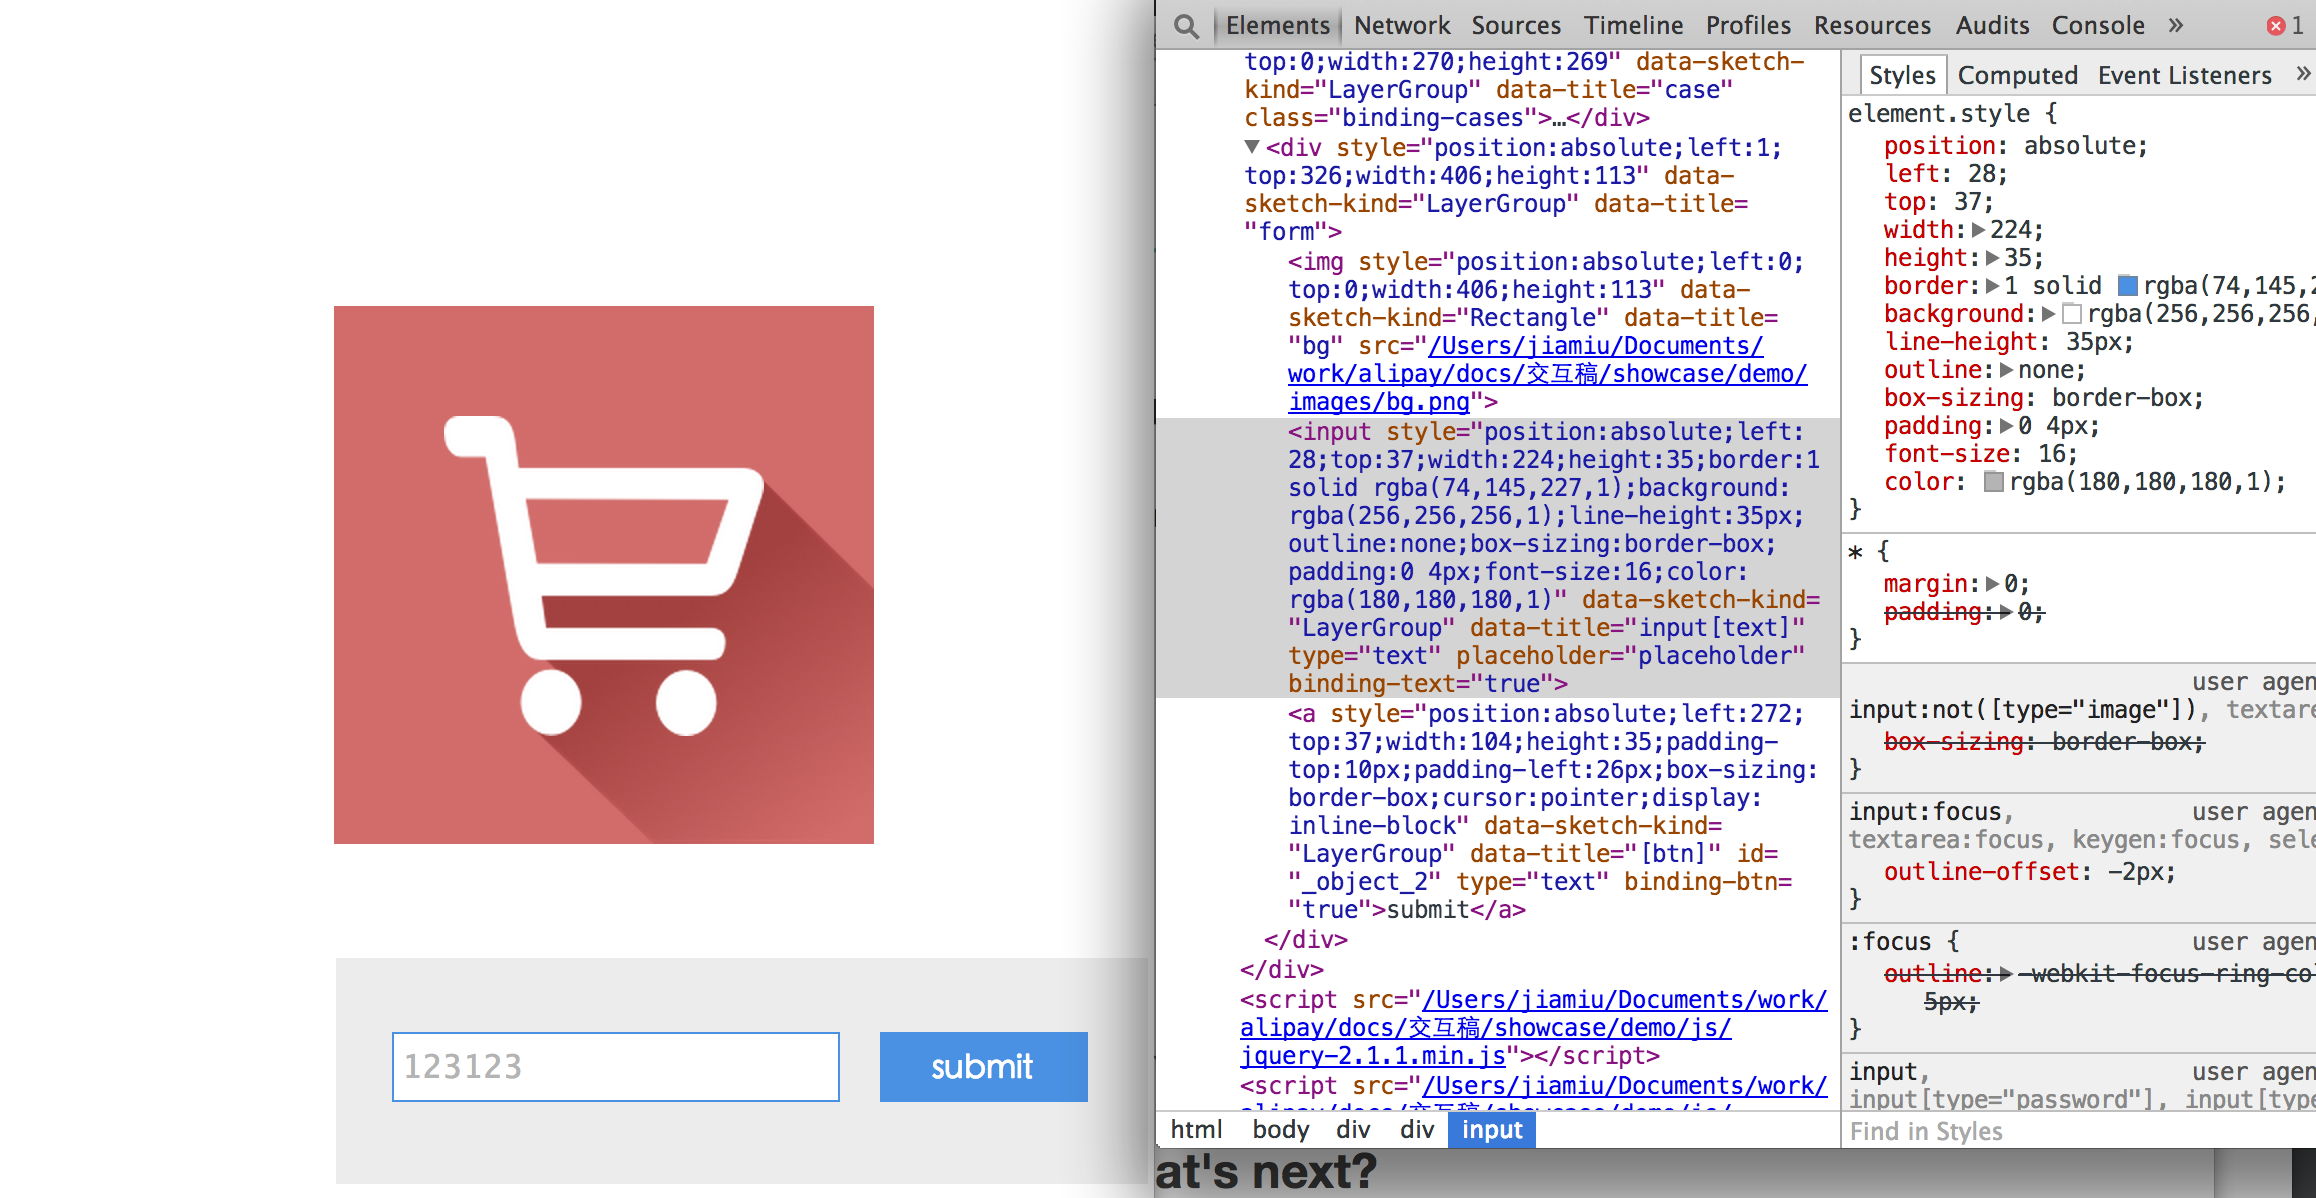 123123
submit
Elements Network Sources Timeline Profiles Resources Audits Console » 1
top:0;width:270;height:269" data-sketch-
kind="LayerGroup" data-title="case"
class="binding-cases">…</div>
▼<div style="position:absolute;left:1;
top:326;width:406;height:113" data-
sketch-kind="LayerGroup" data-title=
"form">
<img style="position:absolute;left:0;
top:0;width:406;height:113" data-
sketch-kind="Rectangle" data-title=
"bg" src="/Users/jiamiu/Documents/
work/alipay/docs/交互稿/showcase/demo/
images/bg.png">
<input style="position:absolute;left:
28;top:37;width:224;height:35;border:1
solid rgba(74,145,227,1);background:
rgba(256,256,256,1);line-height:35px;
outline:none;box-sizing:border-box;
padding:0 4px;font-size:16;color:
rgba(180,180,180,1)" data-sketch-kind=
"LayerGroup" data-title="input[text]"
type="text" placeholder="placeholder"
binding-text="true">
<a style="position:absolute;left:272;
top:37;width:104;height:35;padding-
top:10px;padding-left:26px;box-sizing:
border-box;cursor:pointer;display:
inline-block" data-sketch-kind=
"LayerGroup" data-title="[btn]" id=
"_object_2" type="text" binding-btn=
"true">submit</a>
</div>
</div>
<script src="/Users/jiamiu/Documents/work/
alipay/docs/交互稿/showcase/demo/js/
jquery-2.1.1.min.js"></script>
<script src="/Users/jiamiu/Documents/work/
html body div div input
Styles Computed Event Listeners »
element.style {
position: absolute;
left: 28;
top: 37;
width:▶224;
height:▶35;
border:▶1 solid rgba(74,145,2
background:▶rgba(256,256,256,
line-height: 35px;
outline:▶none;
box-sizing: border-box;
padding:▶0 4px;
font-size: 16;
color: rgba(180,180,180,1);
}
* {
margin:▶0;
padding:▶0;
}
user agen
input:not([type="image"]), textare
box-sizing: border-box;
}
input:focus, user agen
textarea:focus, keygen:focus, sele
outline-offset: -2px;
}
:focus { user agen
outline:▶-webkit-focus-ring-col
5px;
}
input, user agen
input[type="password"], input[type
Find in Styles
at's next?